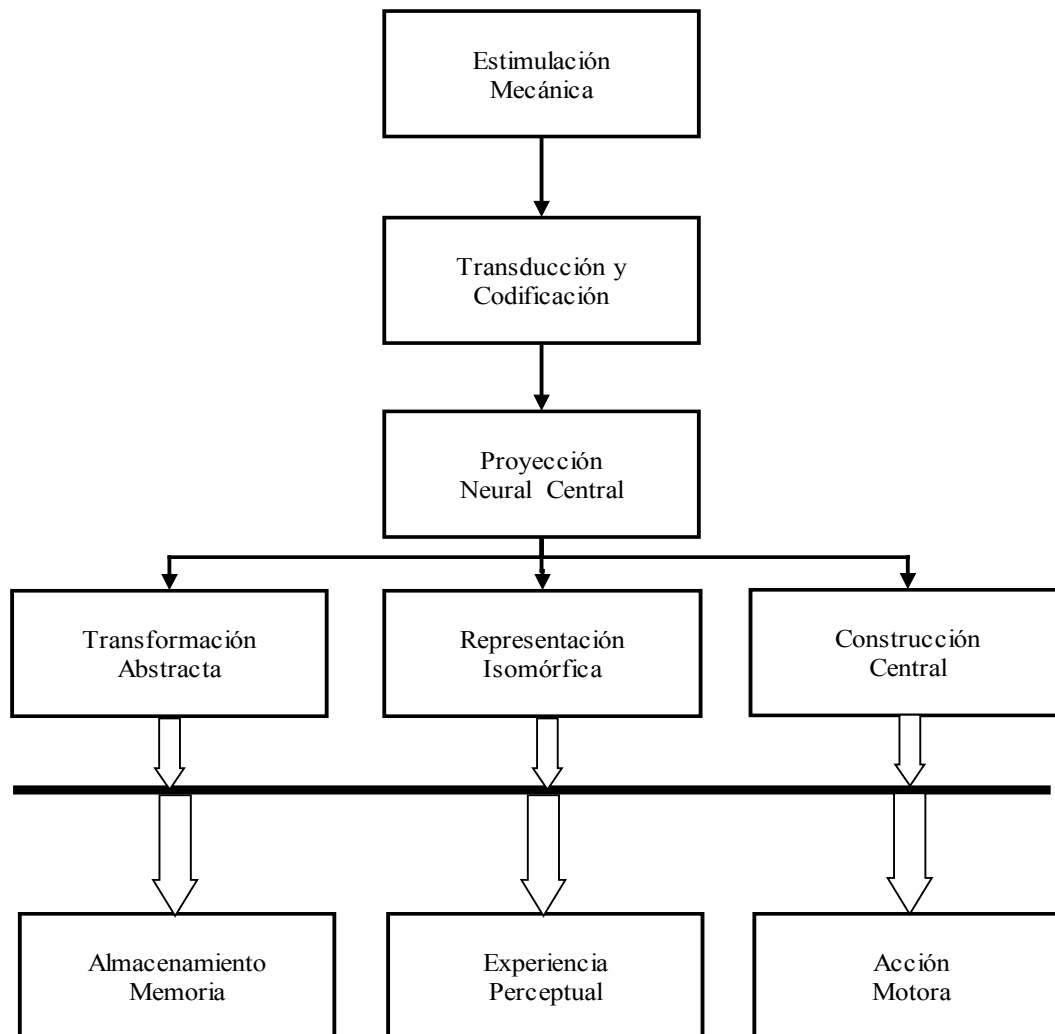 Estimulación
Mecánica
Transducción y
Codificación
Proyección
Neural Central
Transformación
Abstracta
Representación
Isomórfica
Construcción
Central
Almacenamiento
Memoria
Experiencia
Perceptual
Acción
Motora